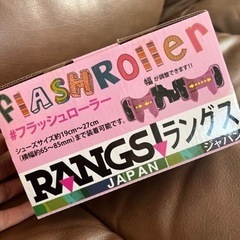 FLASHROLLER
#フラッシュローラー
幅が調整できます!!
シューズサイズ約19cm~27cm
(横幅約65~85mm)まで装着可能です。
RANGS!ラングス
JAPAN
ジャパン